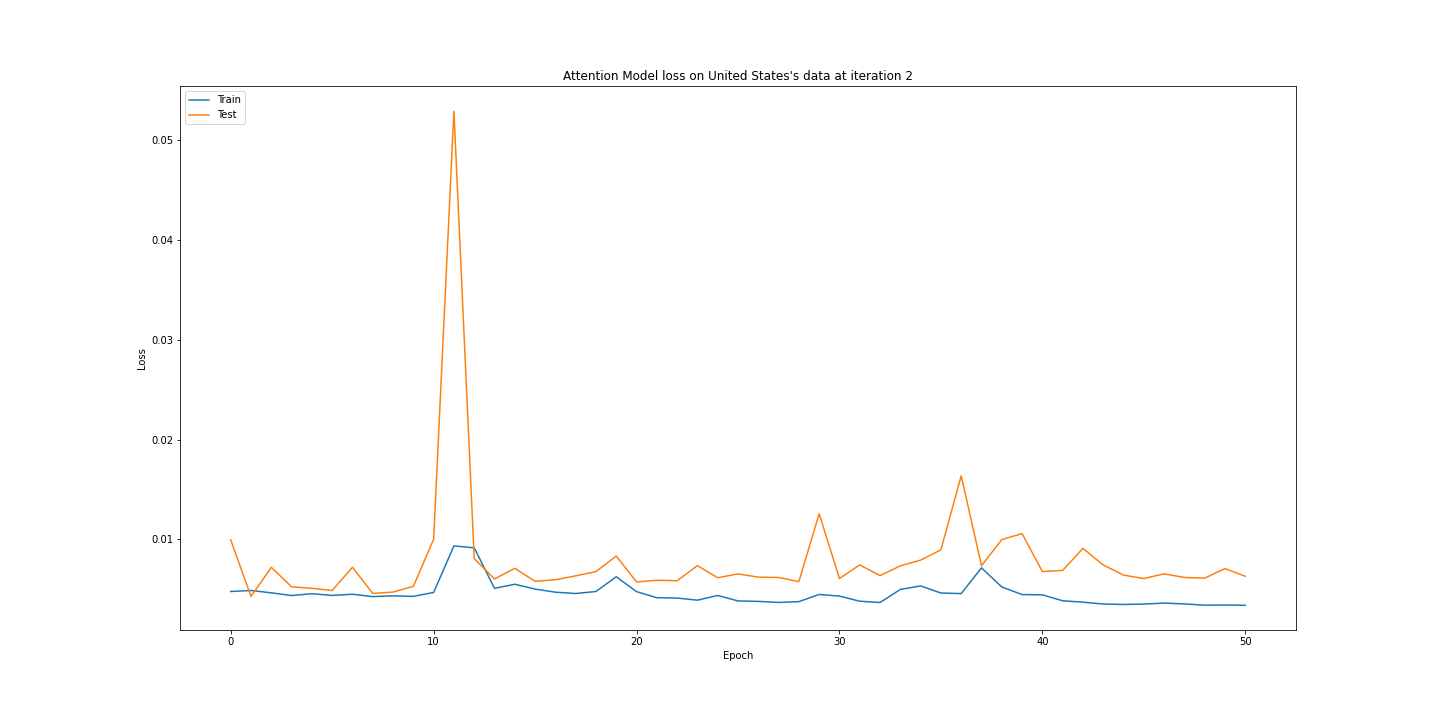 Attention Model loss on United States's data at iteration 2
Train
Test
0.05
0.04
0.03
0.02
0.01
Loss
0 10 20 30 40 50
Epoch